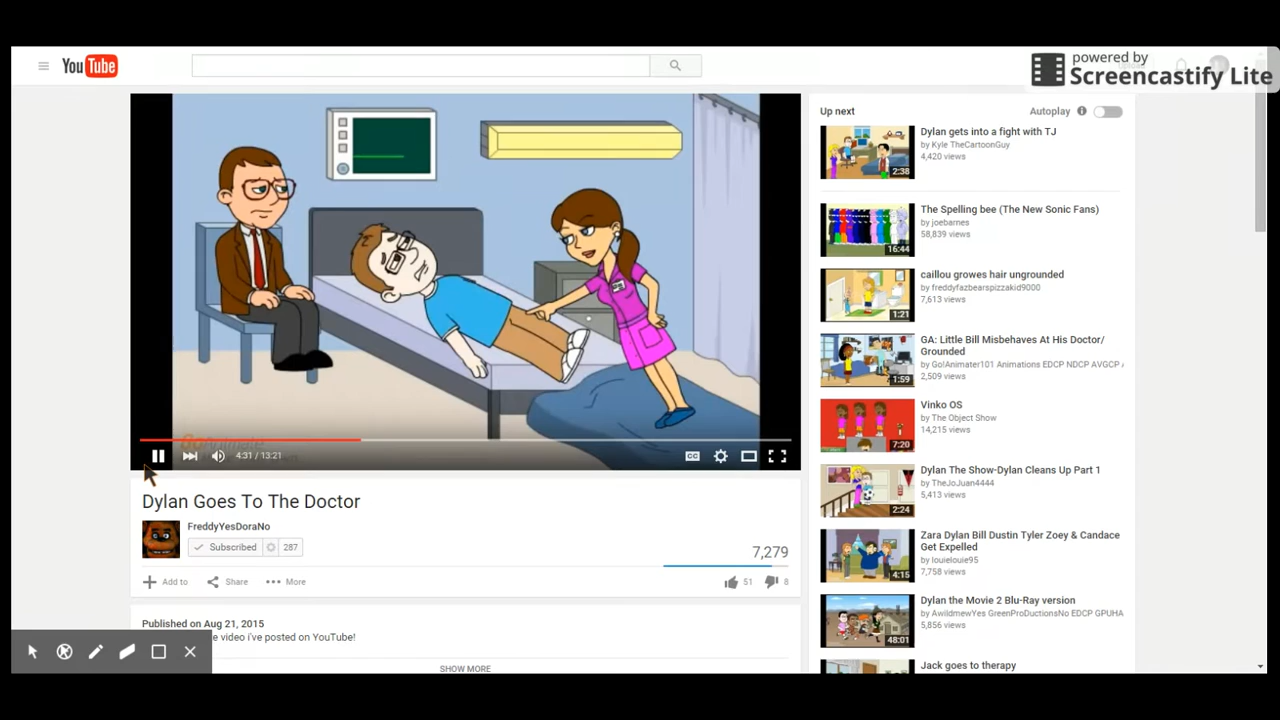 YouTube
powered by
Screencastify Lite
4:31 / 13:21
CC
Dylan Goes To The Doctor
FreddyYesDoraNo
Subscribed 287
7,279
Add to Share More
51 8
Published on Aug 21, 2015
e video i've posted on YouTube!
SHOW MORE
Up next Autoplay
Dylan gets into a fight with TJ
by Kyle TheCartoonGuy
4,420 views
2:38
The Spelling bee (The New Sonic Fans)
by joebarnes
58,839 views
16:44
caillou growes hair ungrounded
by freddyfazbearspizzakid9000
7,613 views
1:21
GA: Little Bill Misbehaves At His Doctor/
Grounded
by Go!Animater101 Animations EDCP NDCP AVGCP
2,509 views
1:59
Vinko OS
by The Object Show
14,215 views
7:20
Dylan The Show-Dylan Cleans Up Part 1
by TheJoJuan4444
5,413 views
2:24
Zara Dylan Bill Dustin Tyler Zoey & Candace
Get Expelled
by louielouie95
7,758 views
4:15
Dylan the Movie 2 Blu-Ray version
by AwildmewYes GreenProDuctionsNo EDCP GPUHA
5,856 views
48:01
Jack goes to therapy